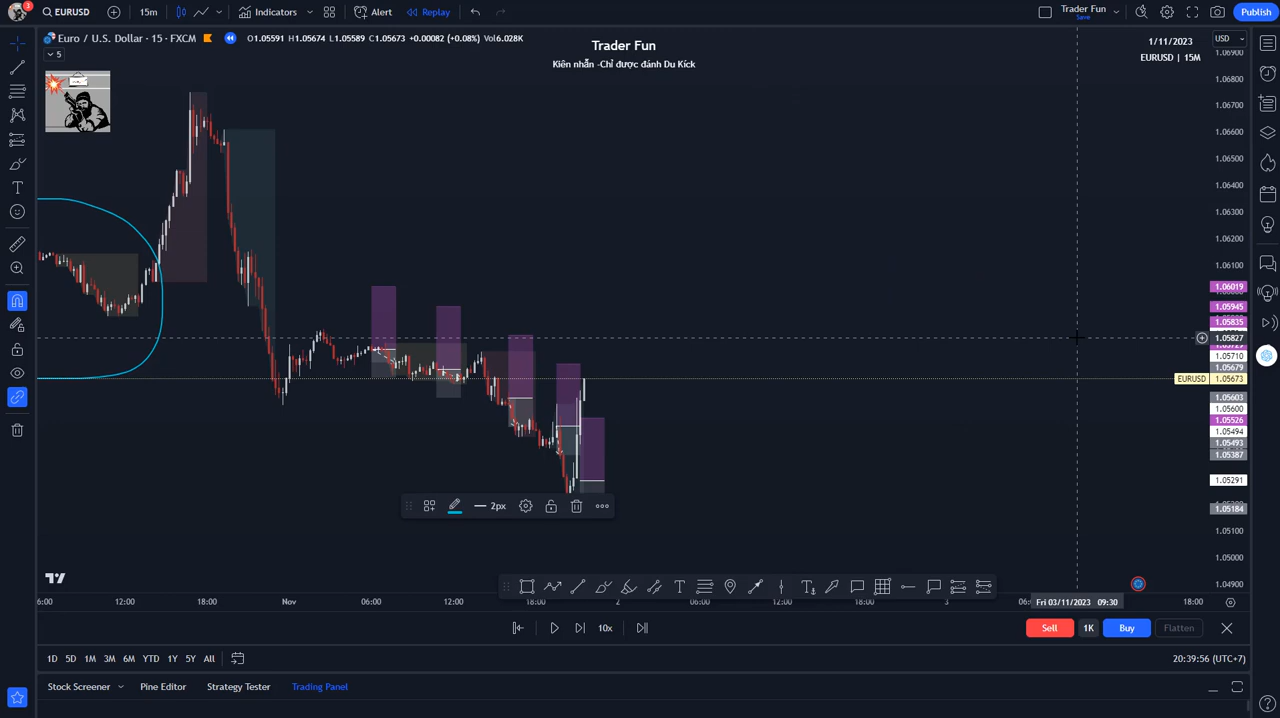 3
EURUSD
15m
Indicators
Alert
Replay
Trader Fun
Save
Publish
Euro / U.S. Dollar · 15 · FXCM
O1.05591 H1.05674 L1.05589 C1.05673 +0.00082 (+0.08%) Vol6.028K
5
Trader Fun
Kiên nhẫn -Chỉ được đánh Du Kích
1/11/2023
EURUSD | 15M
USD
1.06900
1.06800
1.06700
1.06600
1.06500
1.06400
1.06300
1.06200
1.06100
1.06019
1.05945
1.05835
1.05827
1.05710
1.05679
EURUSD 1.05673
1.05603
1.05600
1.05526
1.05494
1.05493
1.05387
1.05291
1.05184
1.05100
1.05000
1.04900
2px
6:00 12:00 18:00 Nov 06:00 12:00 18:00 2 06:00 12:00 18:00 3 Fri 03/11/2023 09:30 18:00
10x
Sell 1K Buy Flatten
1D 5D 1M 3M 6M YTD 1Y 5Y All
20:39:56 (UTC+7)
Stock Screener Pine Editor Strategy Tester Trading Panel